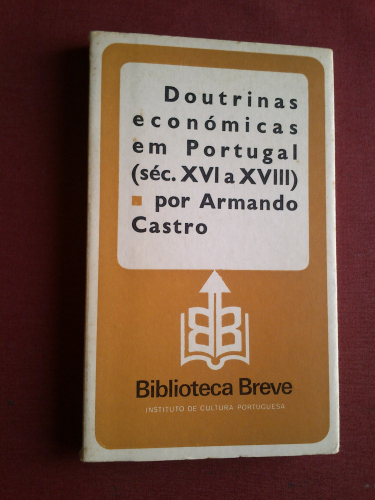 Doutrinas
económicas
em Portugal
(séc. XVI a XVIII)
por Armando
Castro
BB
Biblioteca Breve
INSTITUTO DE CULTURA PORTUGUESA